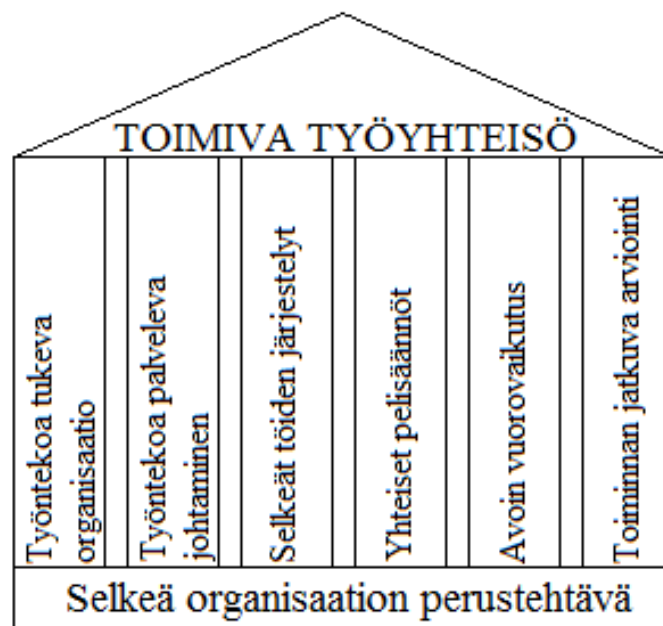 TOIMIVA TYÖYHTEISÖ
Työntekoa tukeva
organisaatio
Työntekoa palveleva
johtaminen
Selkeät töiden järjestelyt
Yhteiset pelisäännöt
Avoin vuorovaikutus
Toiminnan jatkuva arviointi
Selkeä organisaation perustehtävä